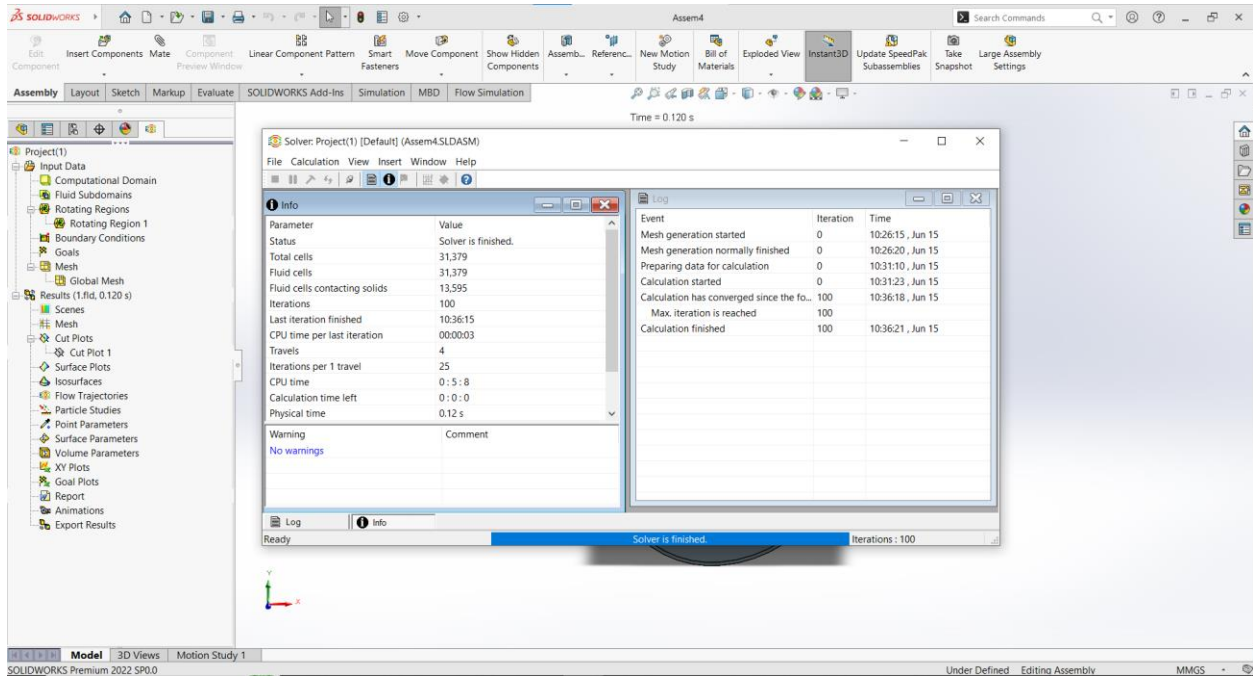 SOLIDWORKS
Assem4
Search Commands
Edit Component
Insert Components
Mate
Component Preview Window
Linear Component Pattern
Smart Fasteners
Move Component
Show Hidden Components
Assemb...
Referenc...
New Motion Study
Bill of Materials
Exploded View
Instant3D
Update SpeedPak Subassemblies
Take Snapshot
Large Assembly Settings
Assembly Layout Sketch Markup Evaluate SOLIDWORKS Add-Ins Simulation MBD Flow Simulation
Time = 0.120 s
Project(1)
Input Data
Computational Domain
Fluid Subdomains
Rotating Regions
Rotating Region 1
Boundary Conditions
Goals
Mesh
Global Mesh
Results (1.fld, 0.120 s)
Scenes
Mesh
Cut Plots
Cut Plot 1
Surface Plots
Isosurfaces
Flow Trajectories
Particle Studies
Point Parameters
Surface Parameters
Volume Parameters
XY Plots
Goal Plots
Report
Animations
Export Results
Solver: Project(1) [Default] (Assem4.SLDASM)
File Calculation View Insert Window Help
Info
Parameter Value
Status Solver is finished.
Total cells 31,379
Fluid cells 31,379
Fluid cells contacting solids 13,595
Iterations 100
Last iteration finished 10:36:15
CPU time per last iteration 00:00:03
Travels 4
Iterations per 1 travel 25
CPU time 0 : 5 : 8
Calculation time left 0 : 0 : 0
Physical time 0.12 s
Warning Comment
No warnings
Log
Event Iteration Time
Mesh generation started 0 10:26:15 , Jun 15
Mesh generation normally finished 0 10:26:20 , Jun 15
Preparing data for calculation 0 10:31:10 , Jun 15
Calculation started 0 10:31:23 , Jun 15
Calculation has converged since the fo... 100 10:36:18 , Jun 15
Max. iteration is reached 100
Calculation finished 100 10:36:21 , Jun 15
Log Info
Ready Solver is finished. Iterations : 100
Y
X
Model 3D Views Motion Study 1
SOLIDWORKS Premium 2022 SP0.0 Under Defined Editing Assembly MMGS